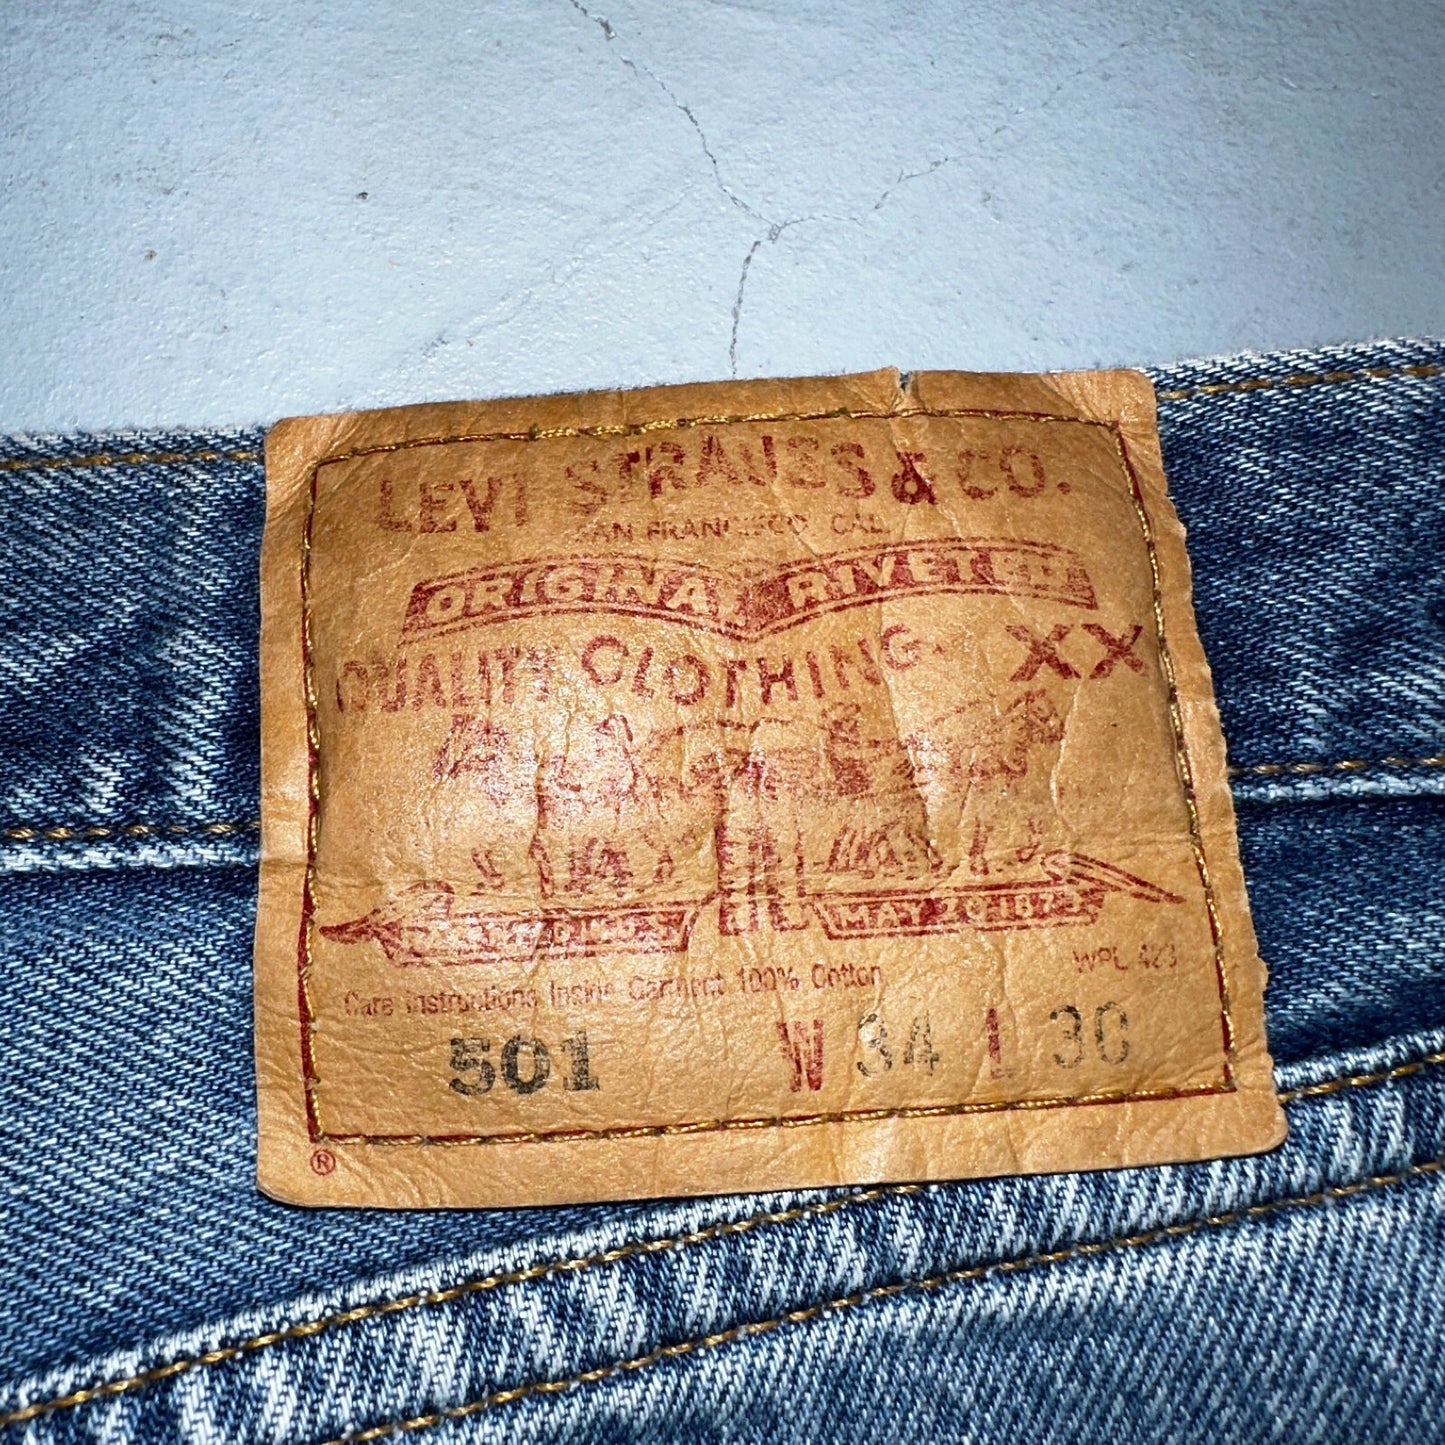 LEVI STRAUSS & CO.
SAN FRANCISCO, CAL.
ORIGINAL RIVETED
QUALITY CLOTHING. XX
MAY 20 1873
WPL 423
Care Instructions Inside Garment 100% Cotton
501 W 34 L 30
®